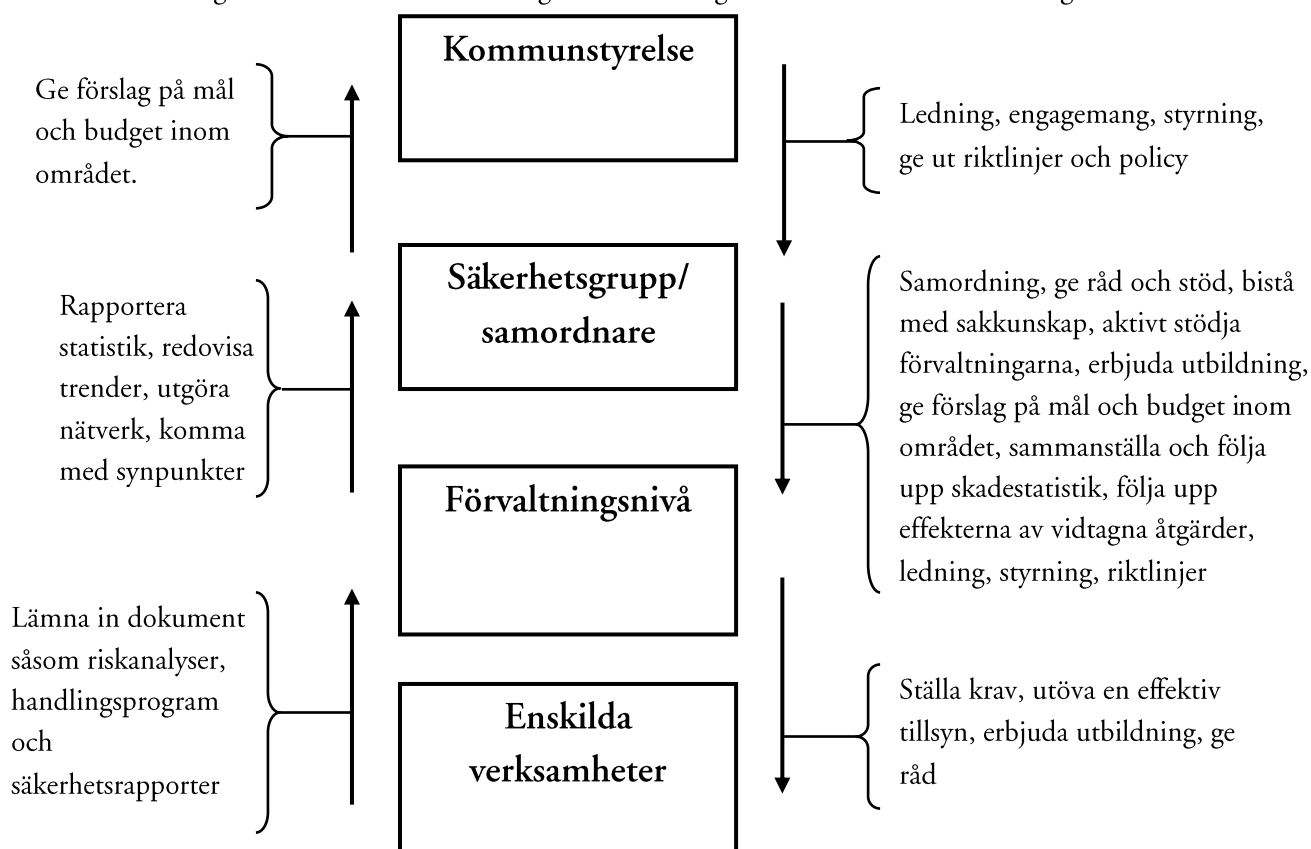 Kommunstyrelse
Ge förslag på mål
och budget inom
området.
Ledning, engagemang, styrning,
ge ut riktlinjer och policy
Säkerhetsgrupp/
samordnare
Rapportera
statistik, redovisa
trender, utgöra
nätverk, komma
med synpunkter
Samordning, ge råd och stöd, bistå
med sakkunskap, aktivt stödja
förvaltningarna, erbjuda utbildning,
ge förslag på mål och budget inom
området, sammanställa och följa
upp skadestatistik, följa upp
effekterna av vidtagna åtgärder,
ledning, styrning, riktlinjer
Förvaltningsnivå
Lämna in dokument
såsom riskanalyser,
handlingsprogram
och
säkerhetsrapporter
Enskilda
verksamheter
Ställa krav, utöva en effektiv
tillsyn, erbjuda utbildning, ge
råd